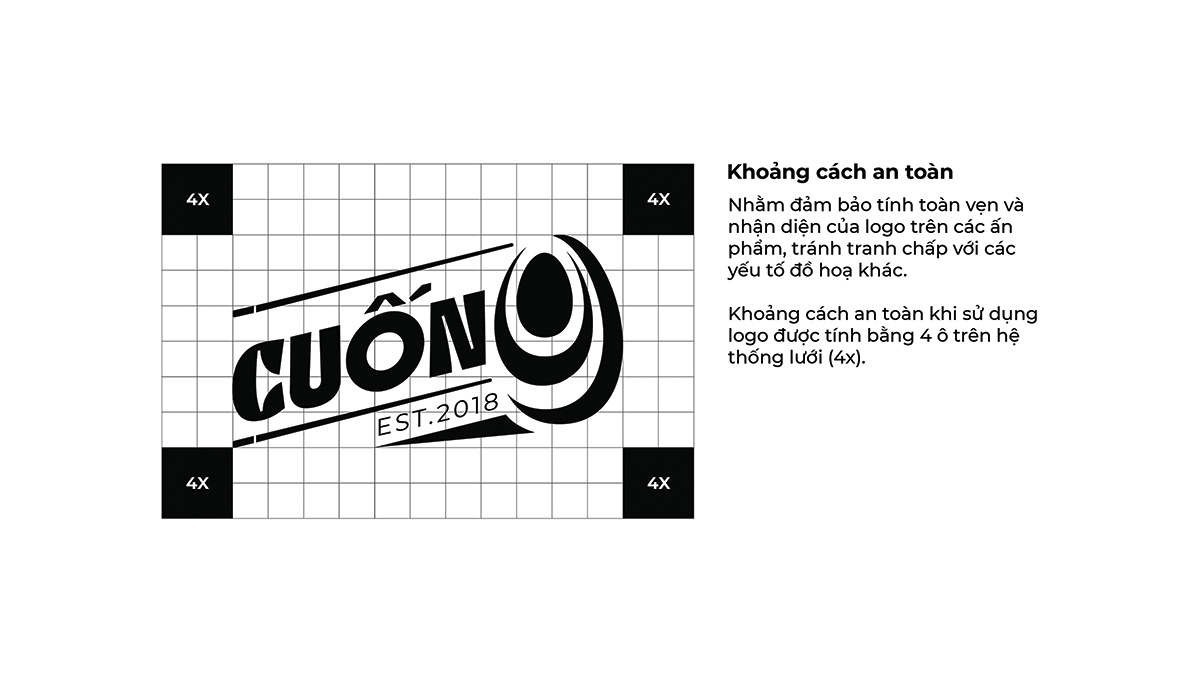 4X
4X
CUỐN
EST.2018
4X
4X
Khoảng cách an toàn
Nhằm đảm bảo tính toàn vẹn và
nhận diện của logo trên các ấn
phẩm, tránh tranh chấp với các
yếu tố đồ hoạ khác.
Khoảng cách an toàn khi sử dụng
logo được tính bằng 4 ô trên hệ
thống lưới (4x).